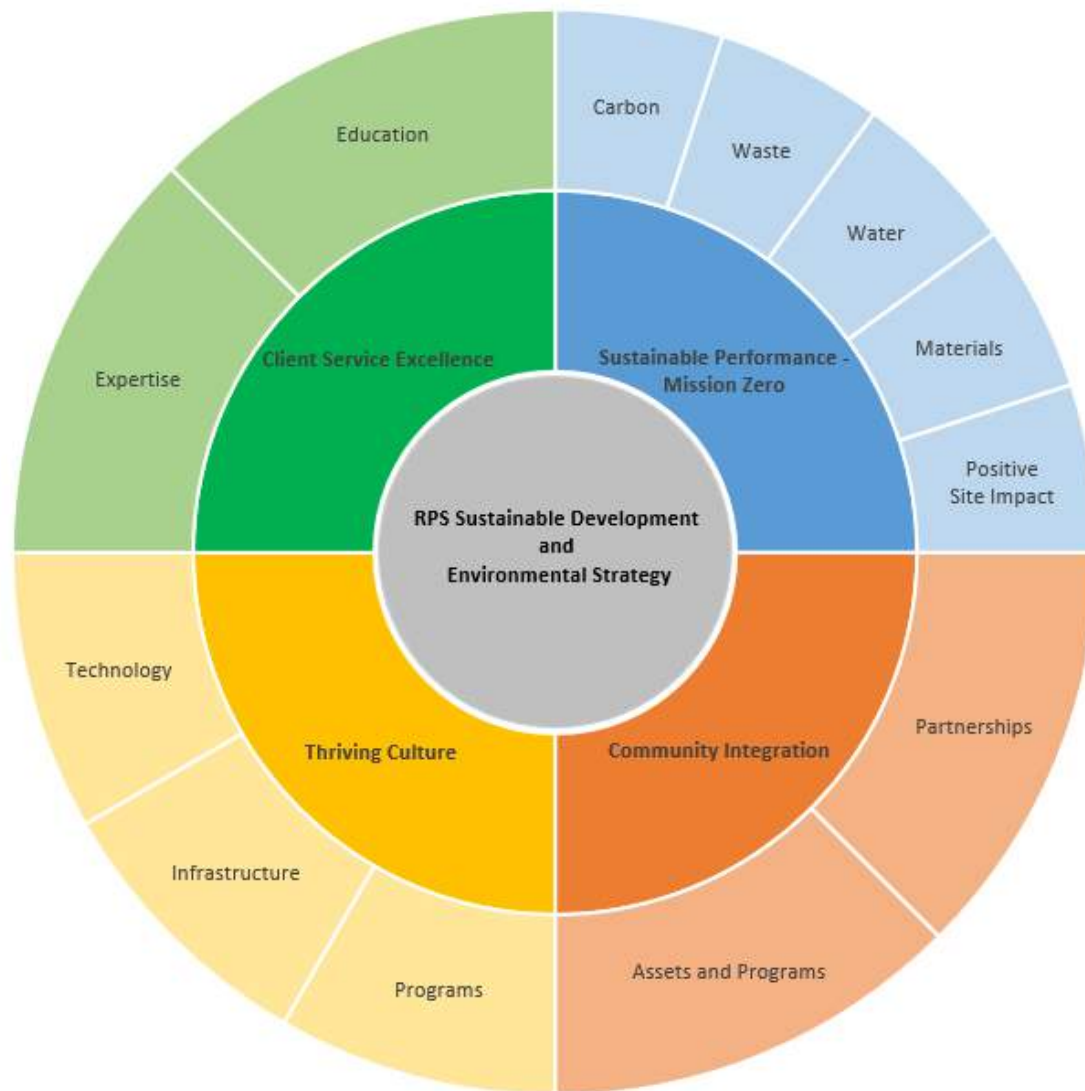 Education
Carbon
Waste
Water
Materials
Positive
Site Impact
Expertise
Client Service Excellence
Sustainable Performance -
Mission Zero
RPS Sustainable Development
and
Environmental Strategy
Technology
Infrastructure
Programs
Thriving Culture
Community Integration
Partnerships
Assets and Programs